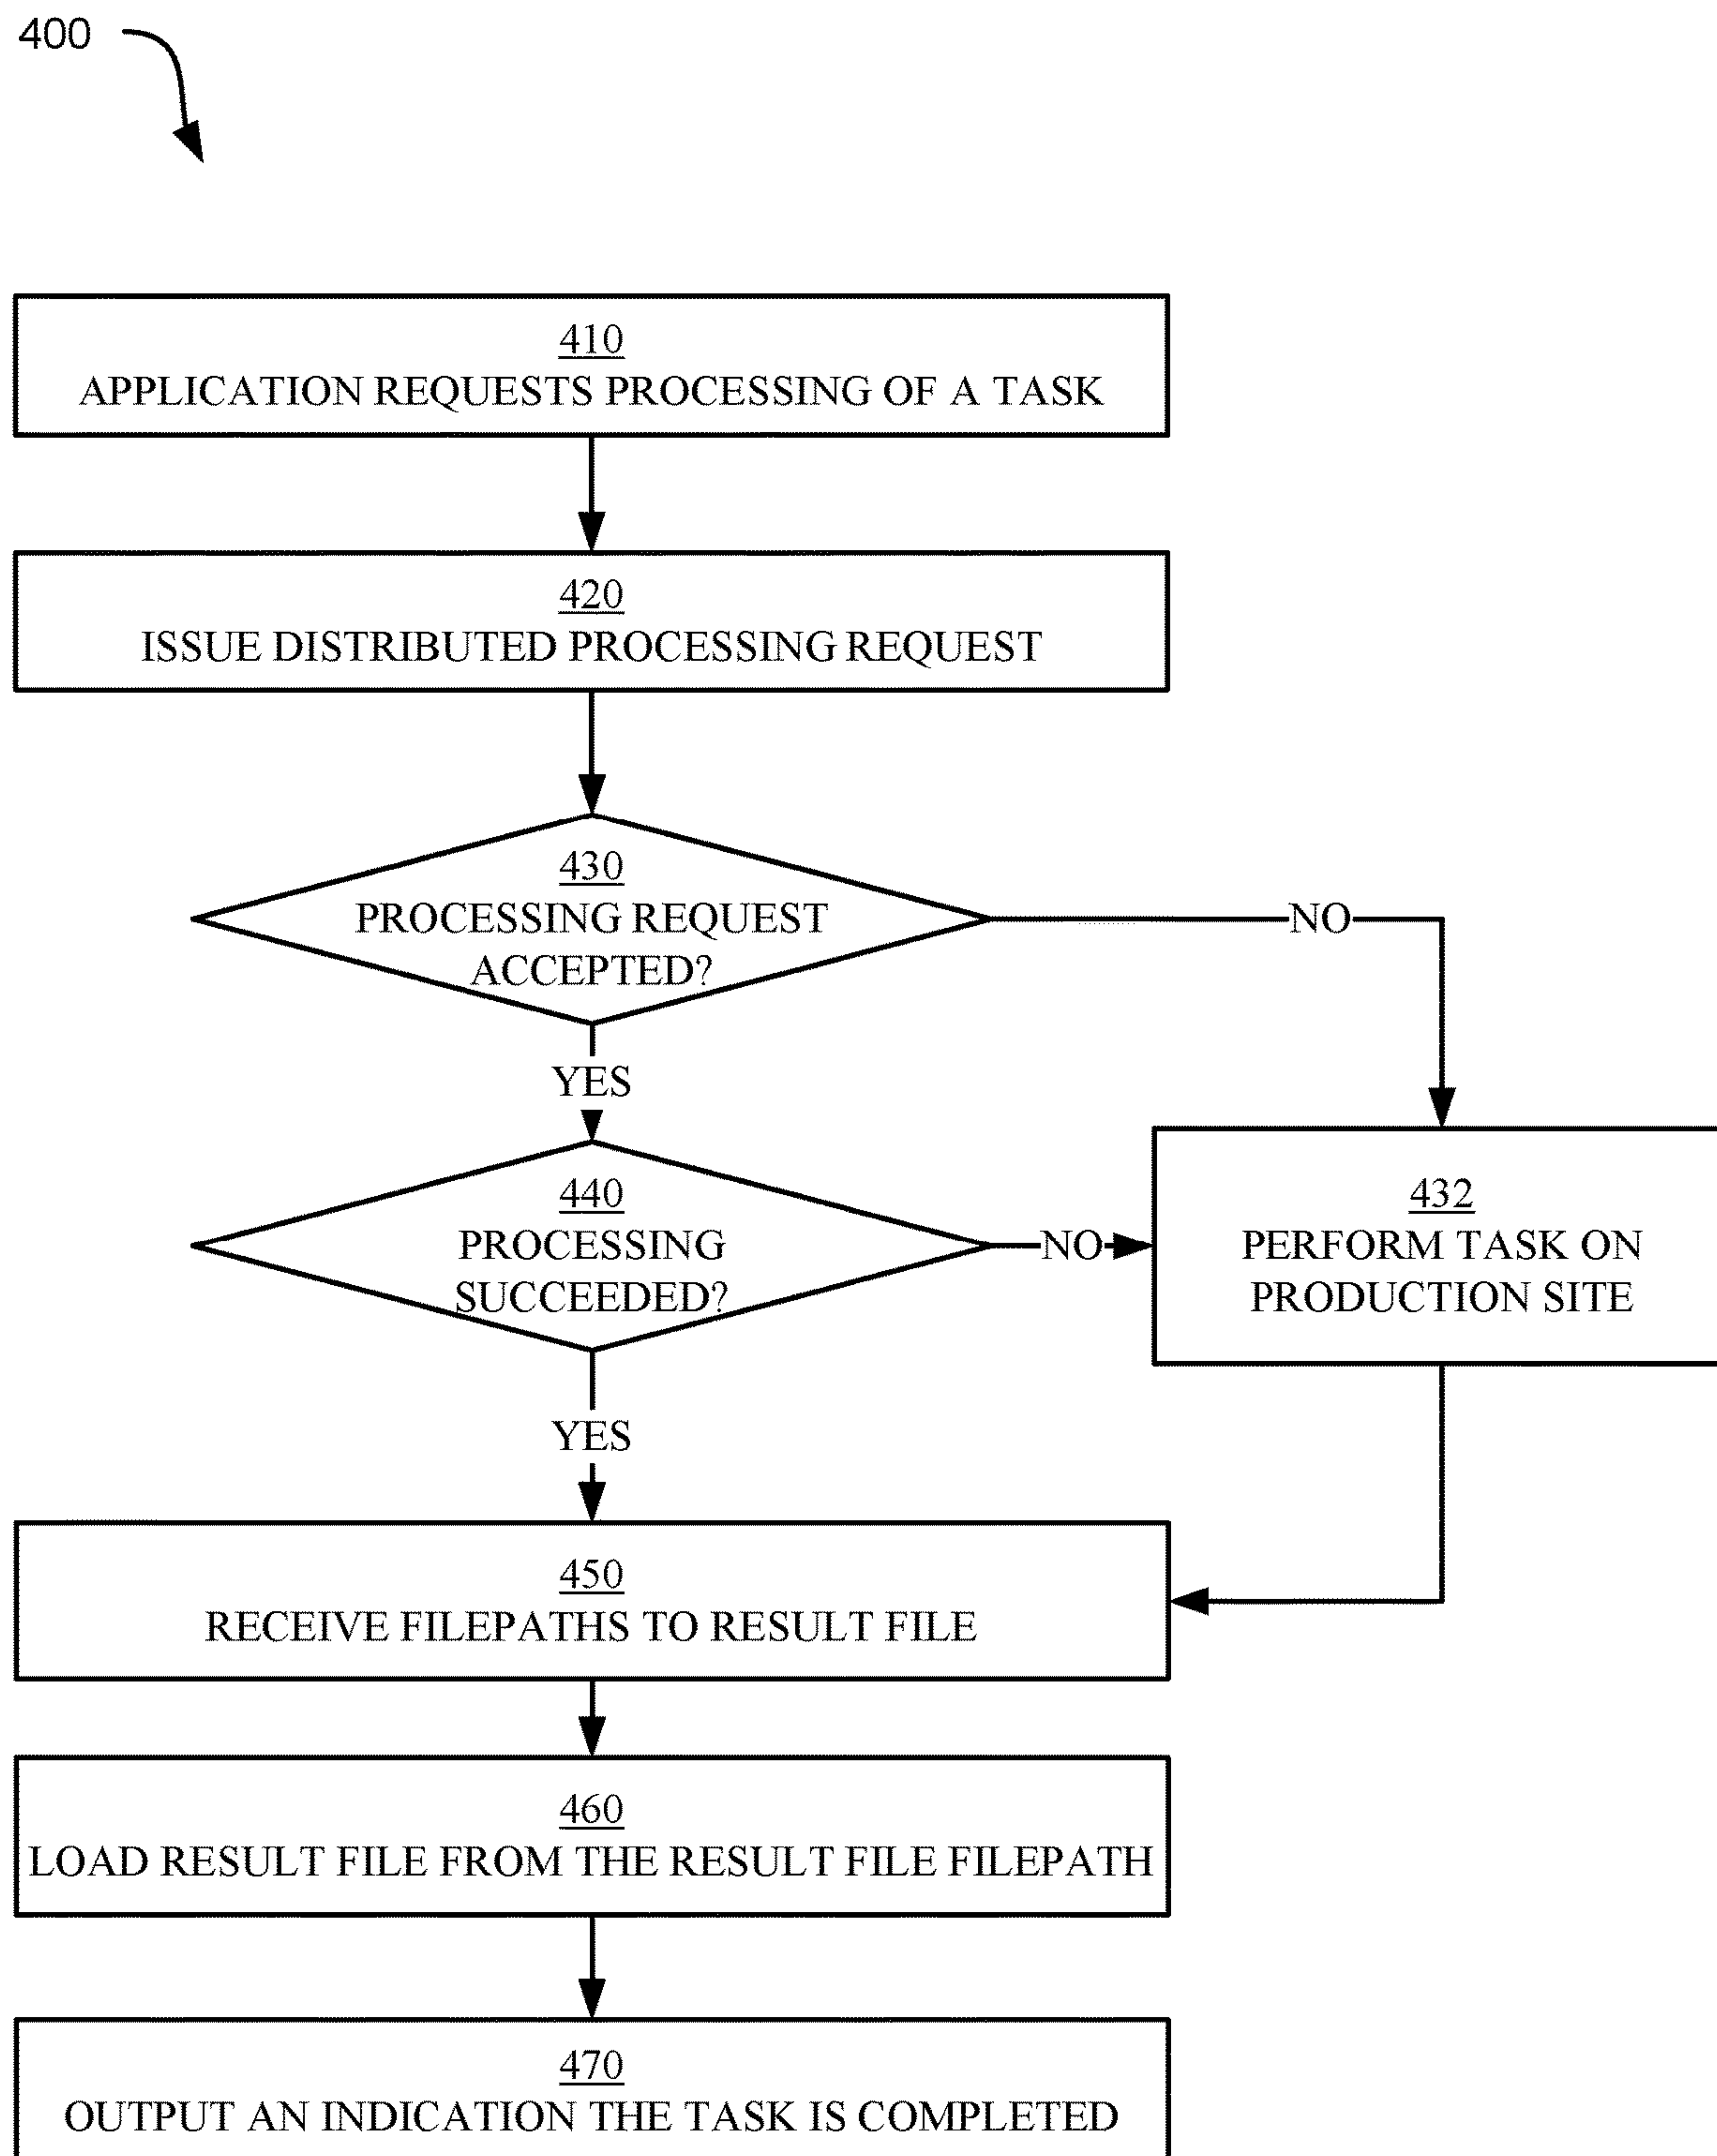 400
410
APPLICATION REQUESTS PROCESSING OF A TASK
420
ISSUE DISTRIBUTED PROCESSING REQUEST
430
PROCESSING REQUEST
ACCEPTED?
NO
YES
440
PROCESSING
SUCCEEDED?
NO
432
PERFORM TASK ON
PRODUCTION SITE
YES
450
RECEIVE FILEPATHS TO RESULT FILE
460
LOAD RESULT FILE FROM THE RESULT FILE FILEPATH
470
OUTPUT AN INDICATION THE TASK IS COMPLETED